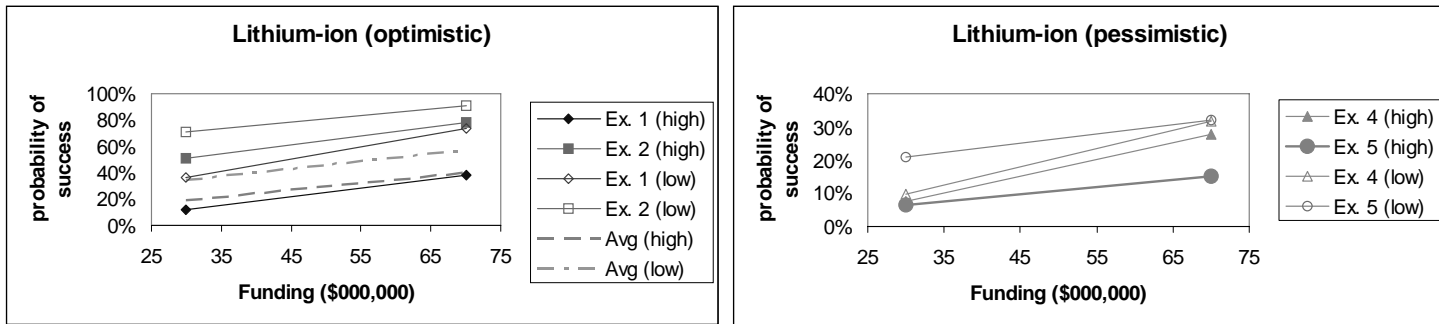 Lithium-ion (optimistic)
probability of
success
100%
80%
60%
40%
20%
0%
25 35 45 55 65 75
Funding ($000,000)
Ex. 1 (high)
Ex. 2 (high)
Ex. 1 (low)
Ex. 2 (low)
Avg (high)
Avg (low)
Lithium-ion (pessimistic)
probability of
success
40%
30%
20%
10%
0%
25 35 45 55 65 75
Funding ($000,000)
Ex. 4 (high)
Ex. 5 (high)
Ex. 4 (low)
Ex. 5 (low)